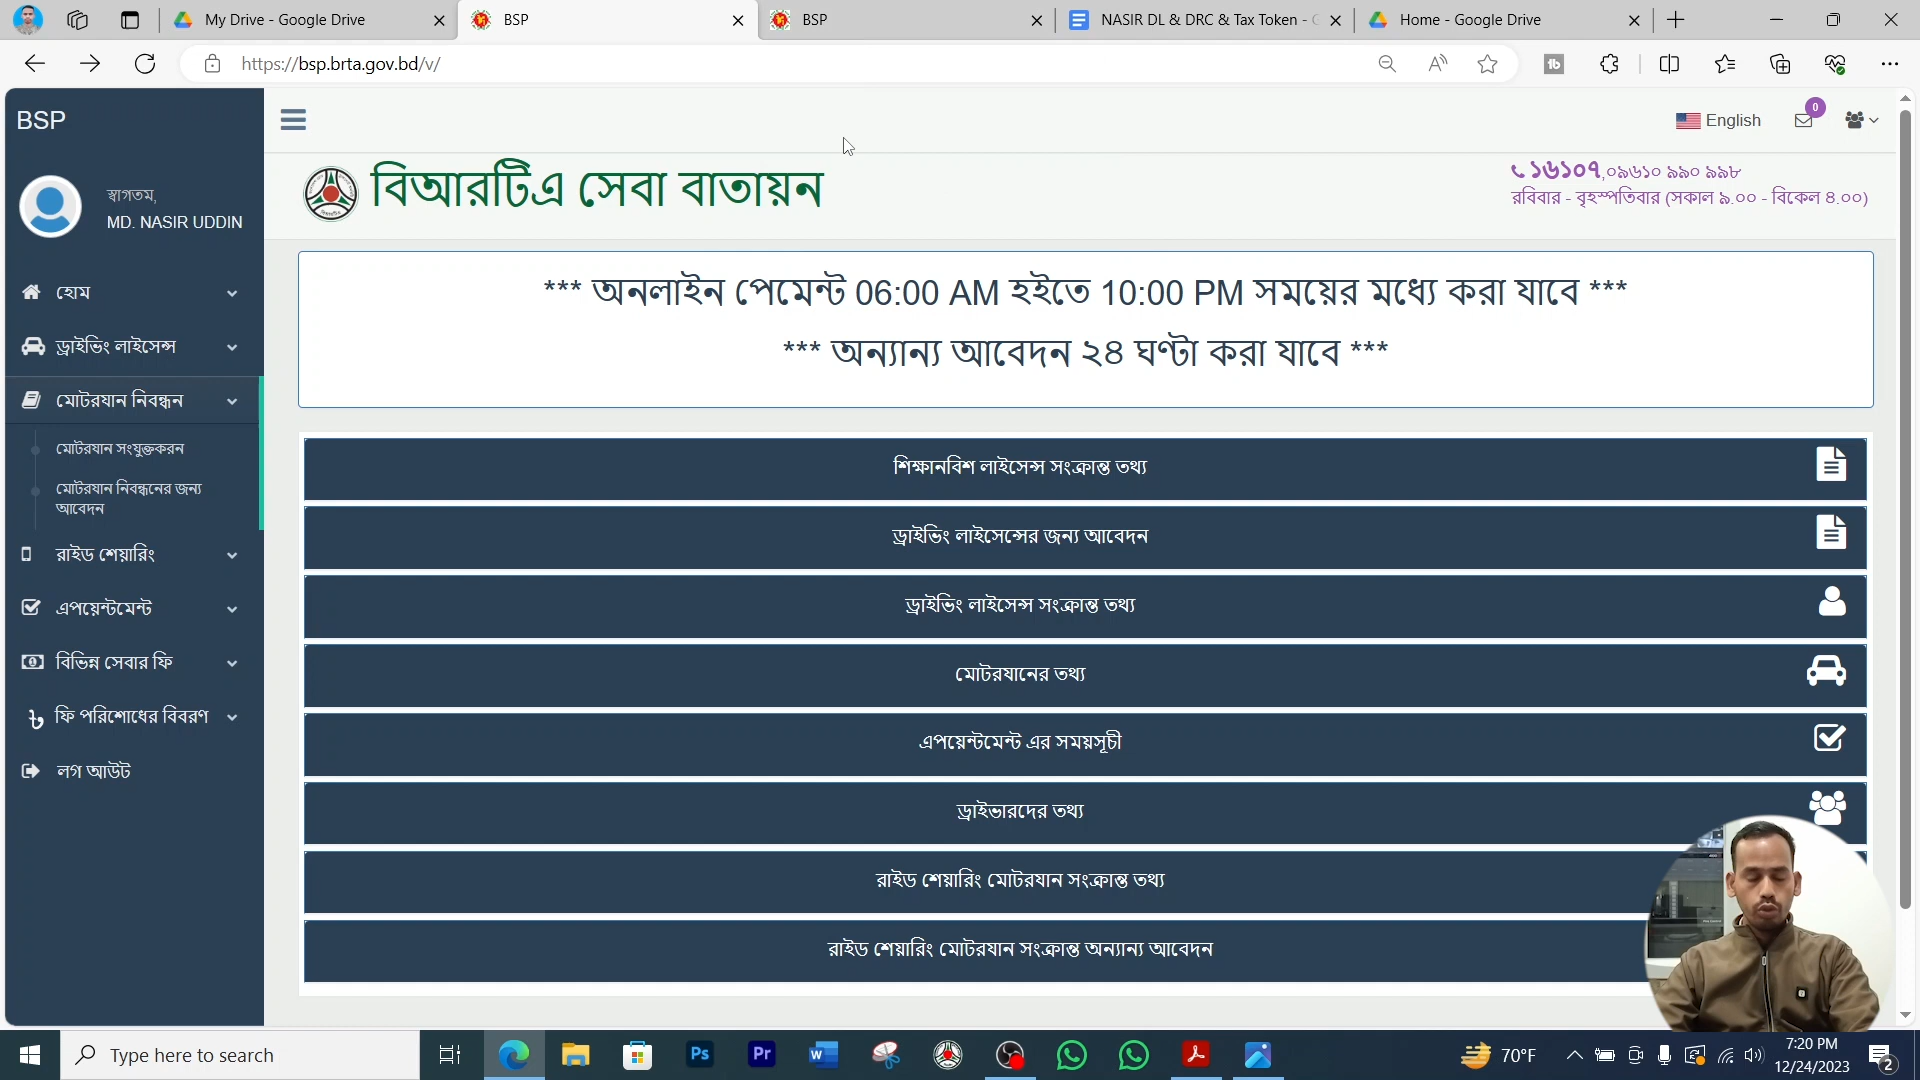 My Drive - Google Drive
BSP
BSP
NASIR DL & DRC & Tax Token - G
Home - Google Drive
https://bsp.brta.gov.bd/v/
BSP
English
0
স্বাগতম,
MD. NASIR UDDIN
বিআরটিএ সেবা বাতায়ন
১৬১০৭,০৯৬১০ ৯৯০ ৯৯৮
রবিবার - বৃহস্পতিবার (সকাল ৯.০০ - বিকেল ৪.০০)
*** অনলাইন পেমেন্ট 06:00 AM হইতে 10:00 PM সময়ের মধ্যে করা যাবে ***
*** অন্যান্য আবেদন ২৪ ঘণ্টা করা যাবে ***
হোম
ড্রাইভিং লাইসেন্স
মোটরযান নিবন্ধন
মোটরযান সংযুক্তকরন
মোটরযান নিবন্ধনের জন্য
আবেদন
রাইড শেয়ারিং
এপয়েন্টমেন্ট
বিভিন্ন সেবার ফি
ফি পরিশোধের বিবরণ
লগ আউট
শিক্ষানবিশ লাইসেন্স সংক্রান্ত তথ্য
ড্রাইভিং লাইসেন্সের জন্য আবেদন
ড্রাইভিং লাইসেন্স সংক্রান্ত তথ্য
মোটরযানের তথ্য
এপয়েন্টমেন্ট এর সময়সূচী
ড্রাইভারদের তথ্য
রাইড শেয়ারিং মোটরযান সংক্রান্ত তথ্য
রাইড শেয়ারিং মোটরযান সংক্রান্ত অন্যান্য আবেদন
Type here to search
Ps
Pr
W
70°F
7:20 PM
12/24/2023
2